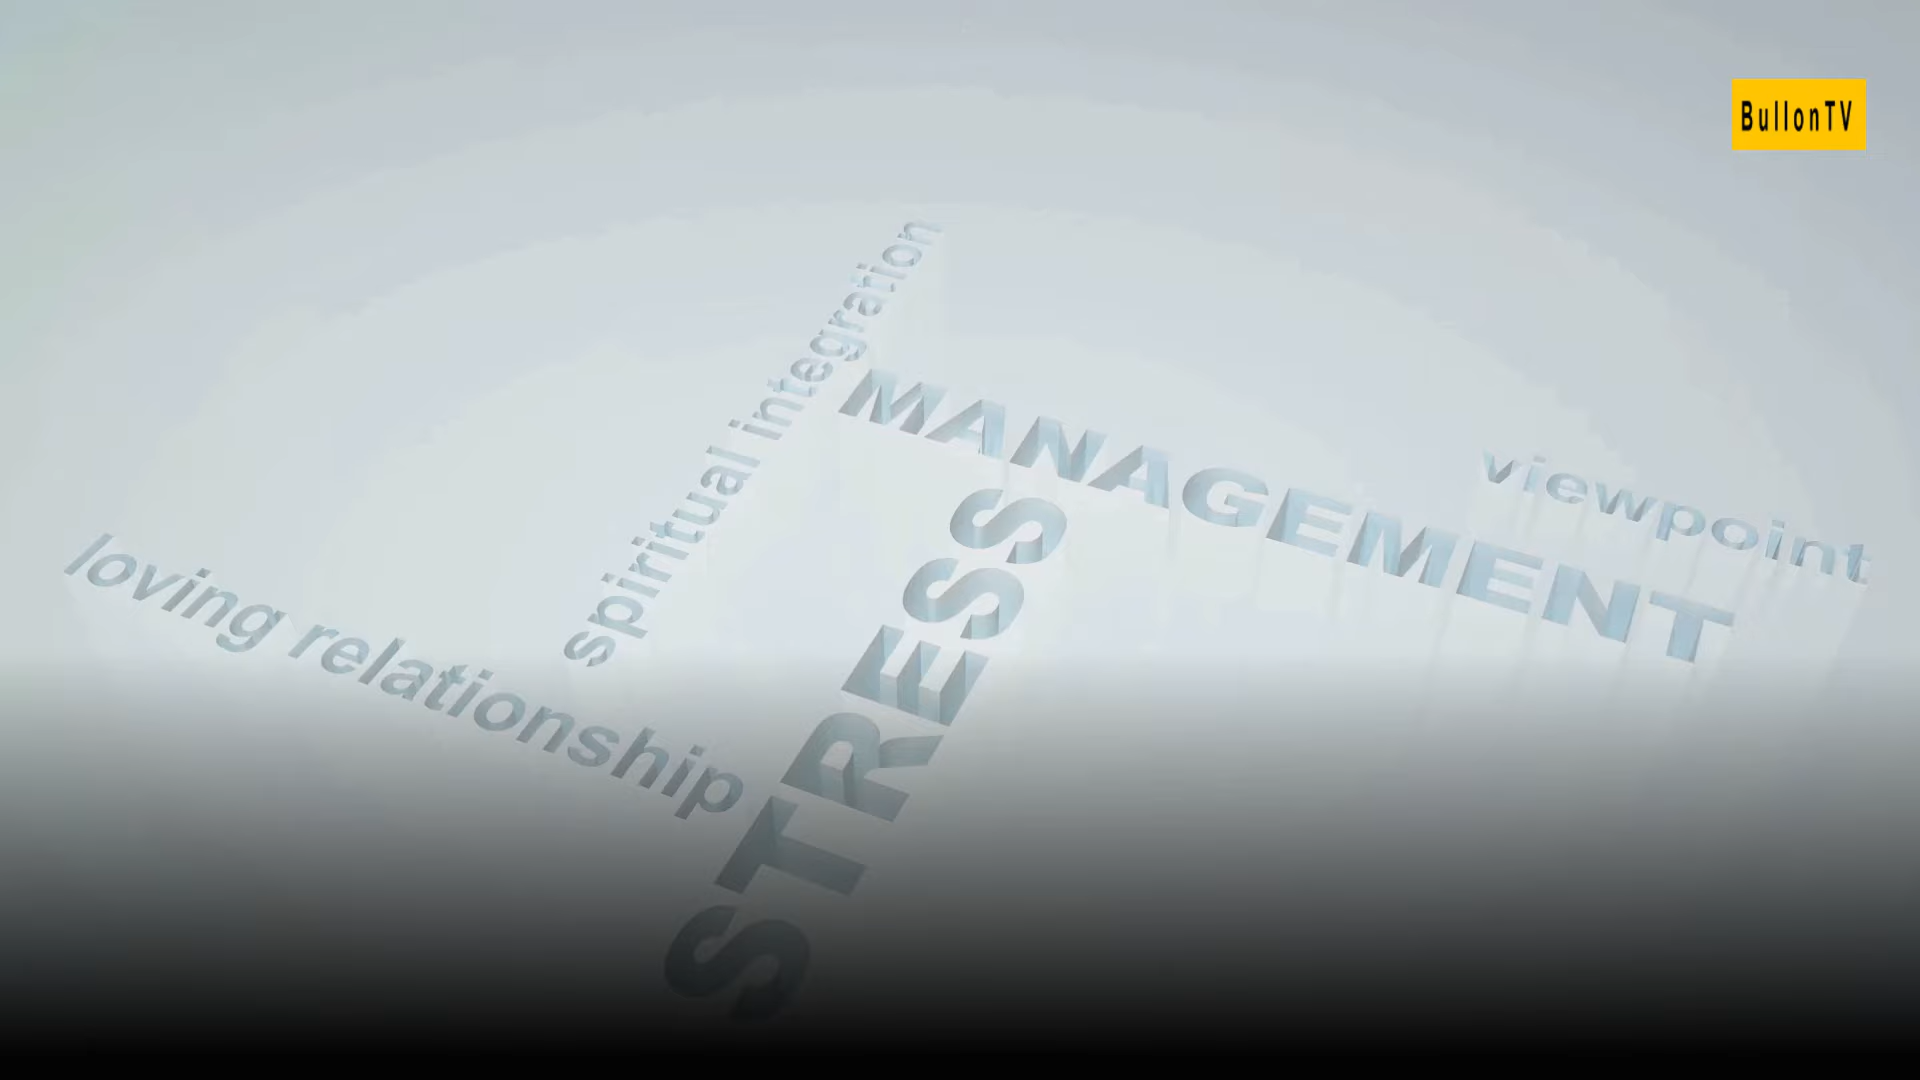 BullonTV
spiritual integration
MANAGEMENT
viewpoint
STRESS
loving relationship